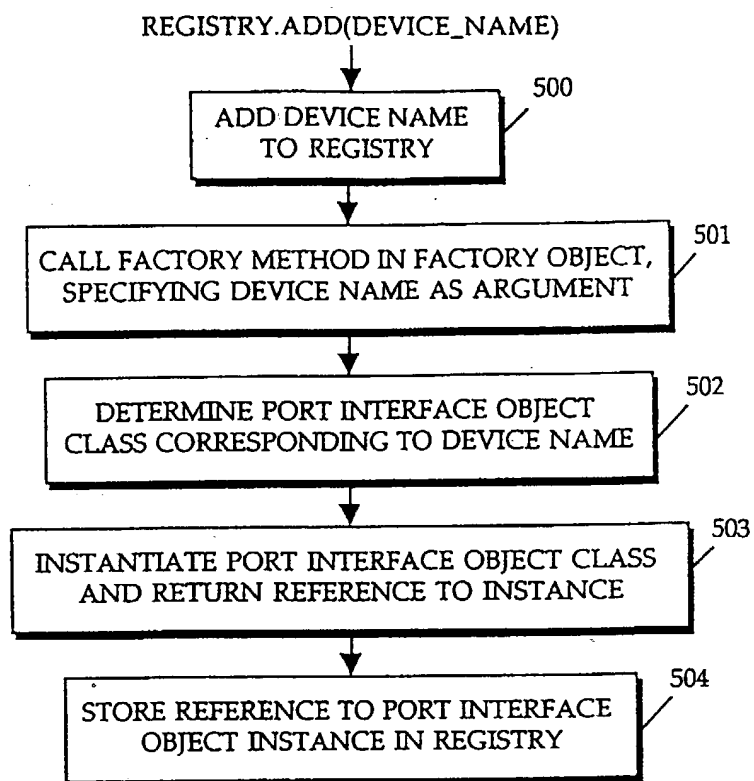 REGISTRY.ADD(DEVICE_NAME)
500
ADD DEVICE NAME
TO REGISTRY
501
CALL FACTORY METHOD IN FACTORY OBJECT,
SPECIFYING DEVICE NAME AS ARGUMENT
502
DETERMINE PORT INTERFACE OBJECT
CLASS CORRESPONDING TO DEVICE NAME
503
INSTANTIATE PORT INTERFACE OBJECT CLASS
AND RETURN REFERENCE TO INSTANCE
504
STORE REFERENCE TO PORT INTERFACE
OBJECT INSTANCE IN REGISTRY